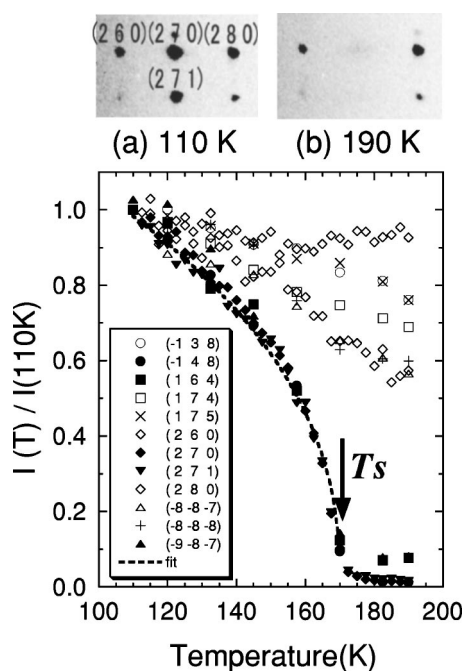 (2 6 0) (2 7 0) (2 8 0)
(2 7 1)
(a) 110 K
(b) 190 K
I (T) / I(110K)
1.0
0.8
0.6
0.4
0.2
0.0
(-1 3 8)
(-1 4 8)
(1 6 4)
(1 7 4)
(1 7 5)
(2 6 0)
(2 7 0)
(2 7 1)
(2 8 0)
(-8 -8 -7)
(-8 -8 -8)
(-9 -8 -7)
fit
Ts
100 120 140 160 180 200
Temperature(K)